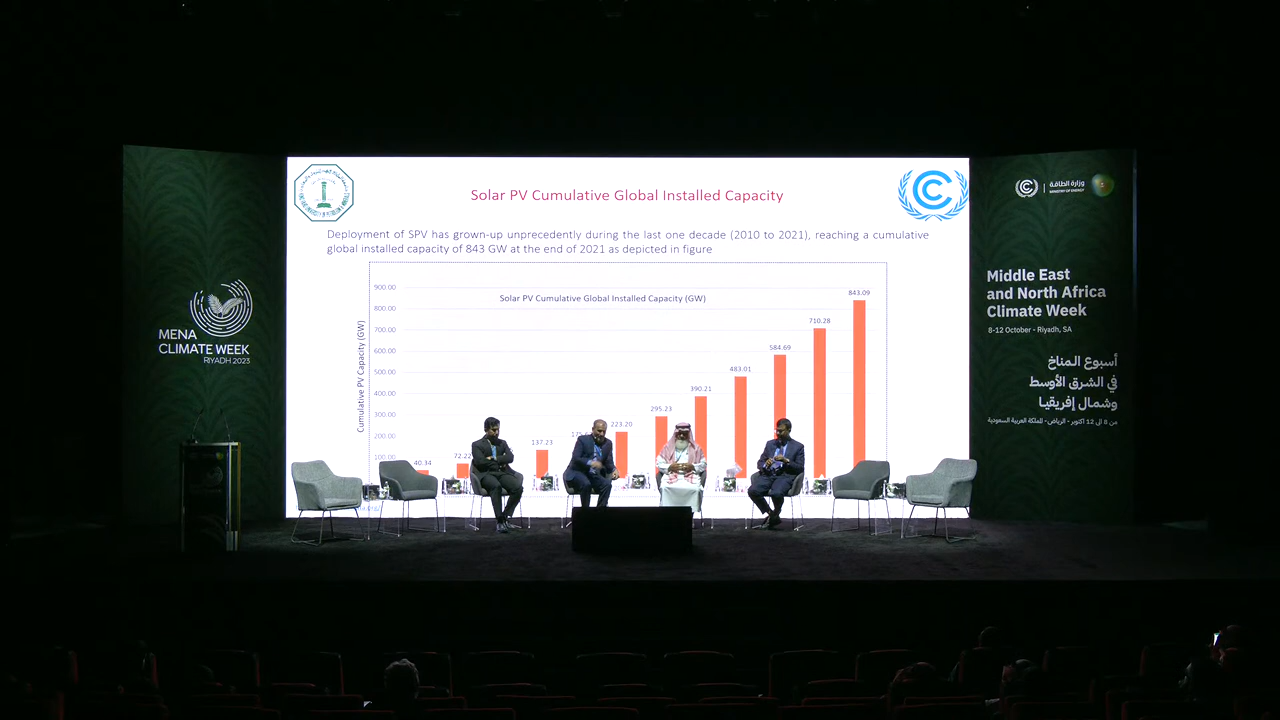 MENA
CLIMATE WEEK
RIYADH 2023
Solar PV Cumulative Global Installed Capacity
Deployment of SPV has grown-up unprecedently during the last one decade (2010 to 2021), reaching a cumulative
global installed capacity of 843 GW at the end of 2021 as depicted in figure
Solar PV Cumulative Global Installed Capacity (GW)
Cumulative PV Capacity (GW)
900.00
800.00
700.00
600.00
500.00
400.00
300.00
200.00
100.00
40.34
72.22
137.23
223.20
295.23
390.21
483.01
584.69
710.28
843.09
وزارة الطاقة
MINISTRY OF ENERGY
Middle East
and North Africa
Climate Week
8-12 October - Riyadh, SA
أسبوع المناخ
في الشرق الأوسط
وشمال إفريقيا
من 8 الى 12 أكتوبر - الرياض - المملكة العربية السعودية